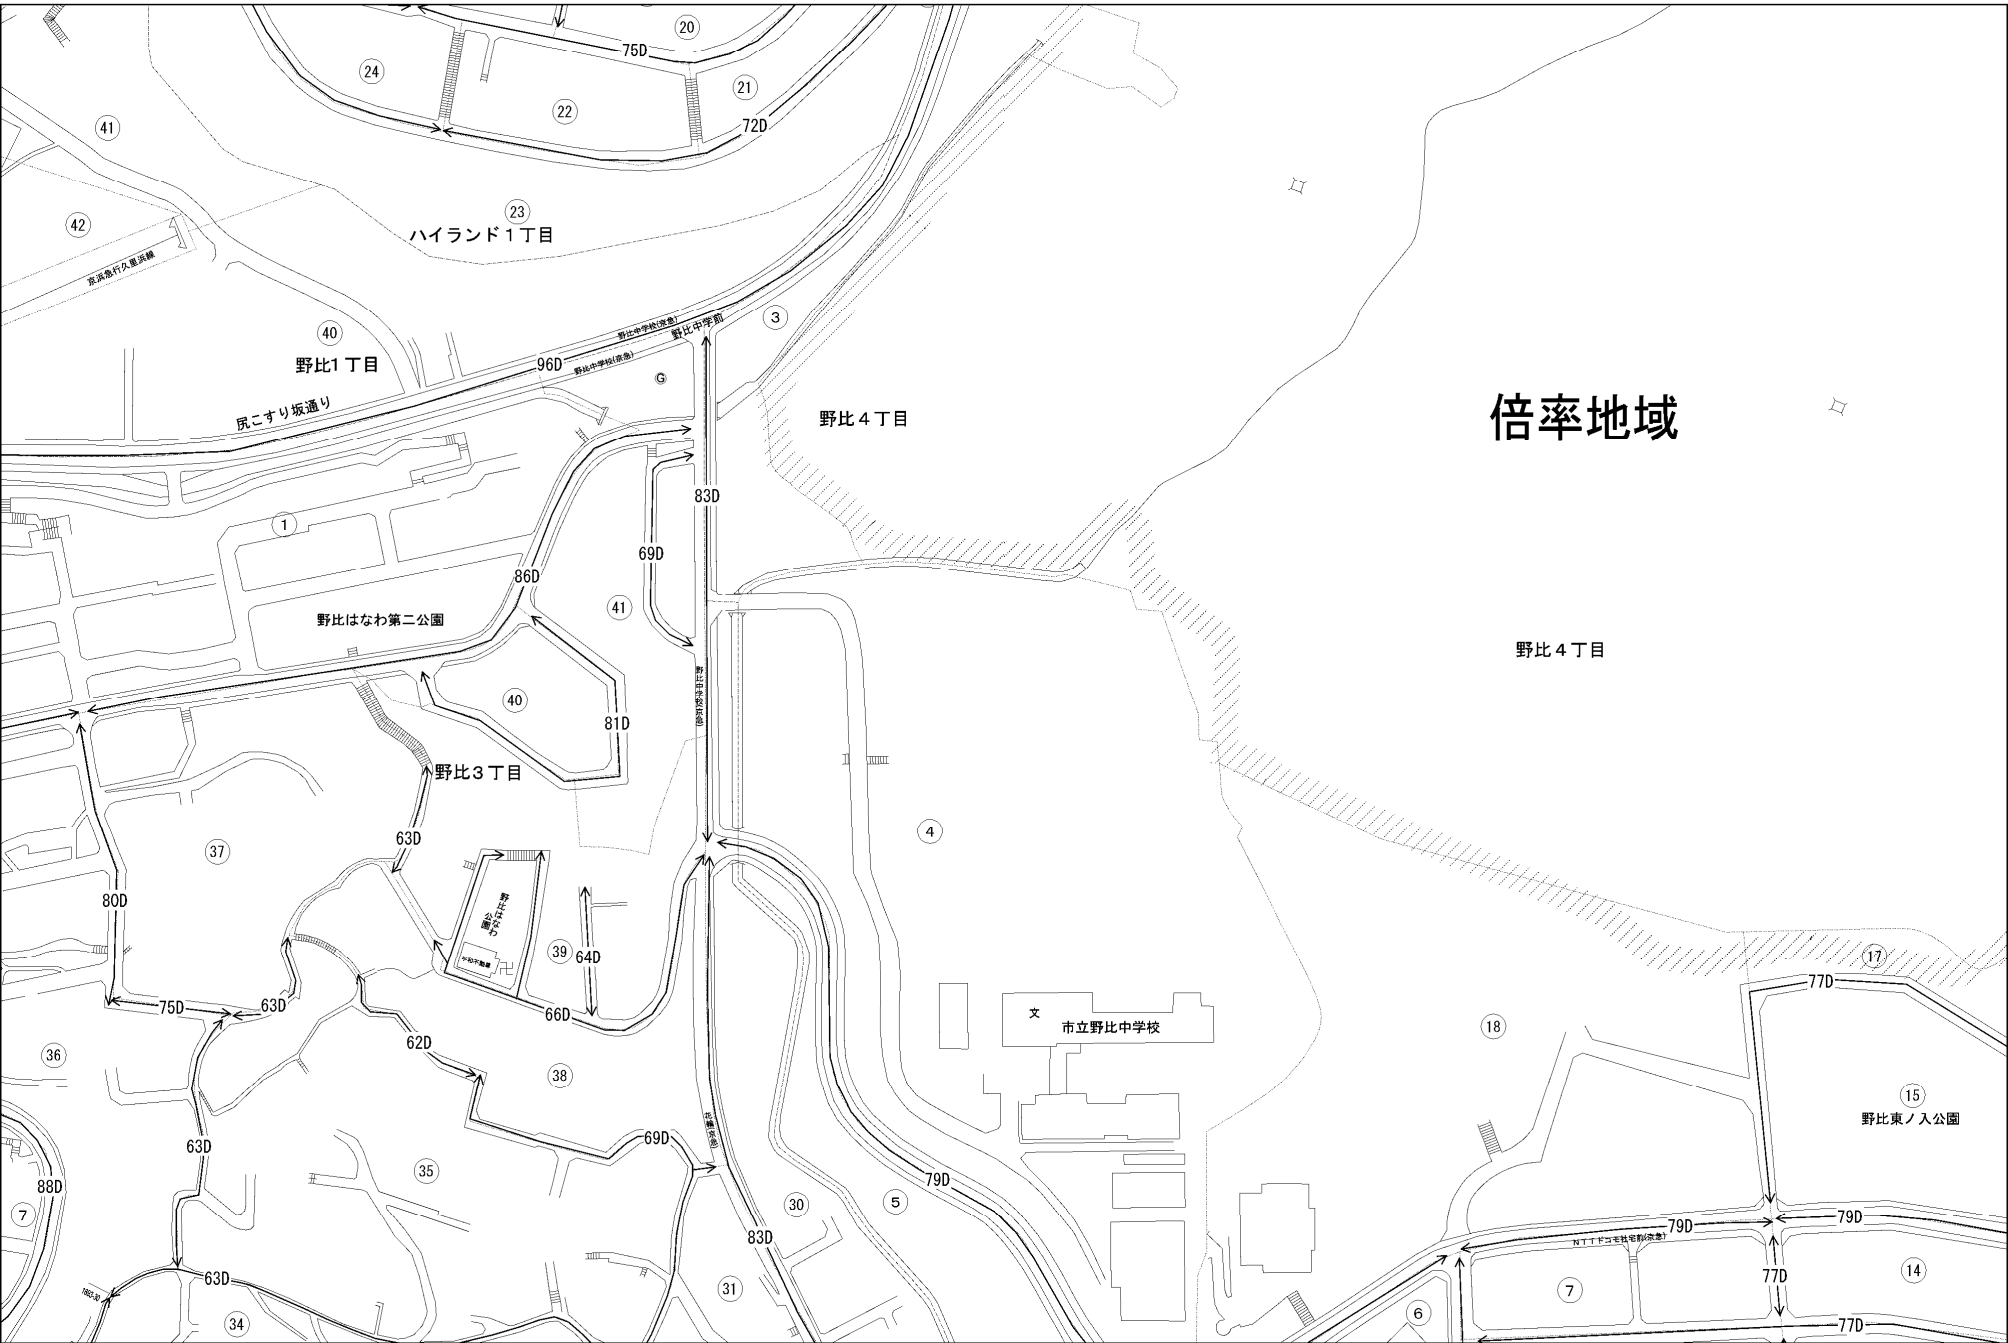 20
75D
24
21
22
72D
41
23
ハイランド1丁目
42
京浜急行久里浜線
3
野比中学校(京急)
野比中学前
40
野比1丁目
96D
野比中学校(京急)
G
尻こすり坂通り
野比4丁目
倍率地域
83D
1
69D
86D
41
野比はなわ第二公園
野比4丁目
野比中学校(京急)
40
81D
野比3丁目
4
63D
37
80D
野比はなわ
公園
39
64D
平和不動産
17
77D
75D
63D
66D
文
市立野比中学校
18
62D
36
38
15
野比東ノ入公園
花輪(京急)
63D
69D
35
88D
79D
7
30
5
79D
79D
83D
NTTドコモ社宅前(京急)
63D
77D
14
31
7
34
6
77D